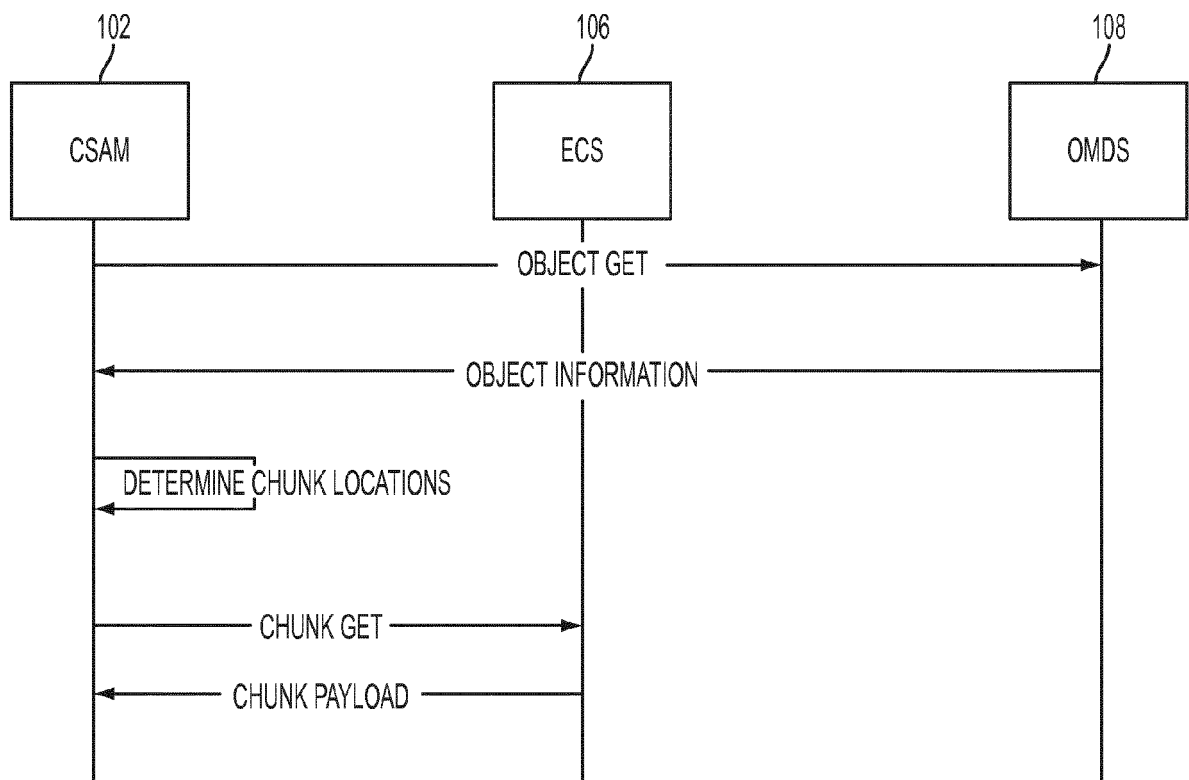 102
106
108
CSAM
ECS
OMDS
OBJECT GET
OBJECT INFORMATION
DETERMINE CHUNK LOCATIONS
CHUNK GET
CHUNK PAYLOAD